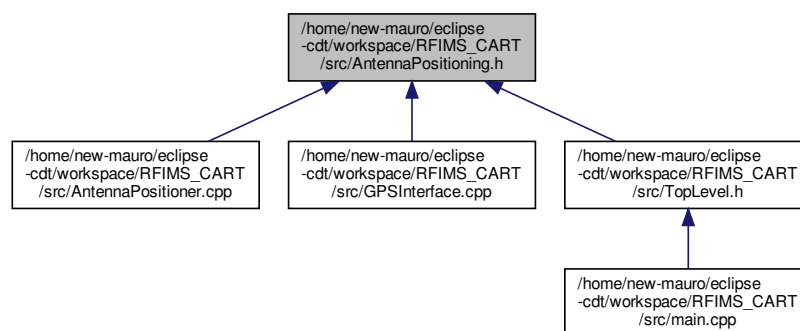 /home/new-mauro/eclipse
-cdt/workspace/RFIMS_CART
/src/AntennaPositioning.h
/home/new-mauro/eclipse
-cdt/workspace/RFIMS_CART
/src/AntennaPositioner.cpp
/home/new-mauro/eclipse
-cdt/workspace/RFIMS_CART
/src/GPSInterface.cpp
/home/new-mauro/eclipse
-cdt/workspace/RFIMS_CART
/src/TopLevel.h
/home/new-mauro/eclipse
-cdt/workspace/RFIMS_CART
/src/main.cpp